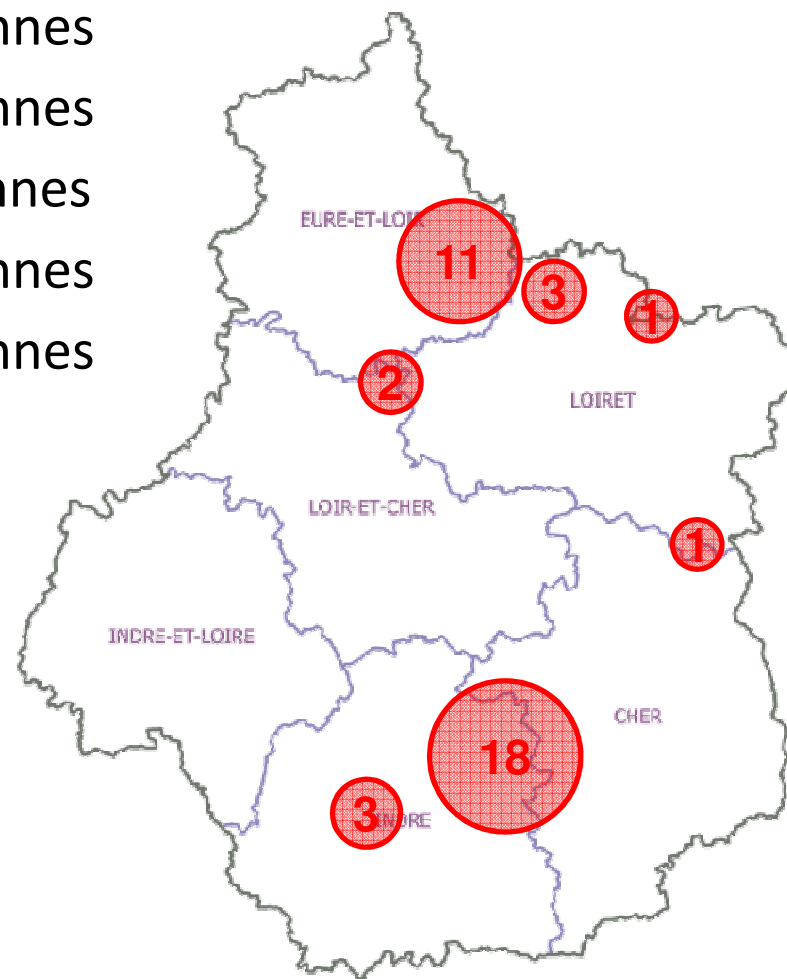 nnes
nnes
nnes
nnes
nnes
EURE-ET-LOIR
11
3
1
2
LOIRET
LOIR-ET-CHER
1
INDRE-ET-LOIRE
CHER
18
3
INDRE